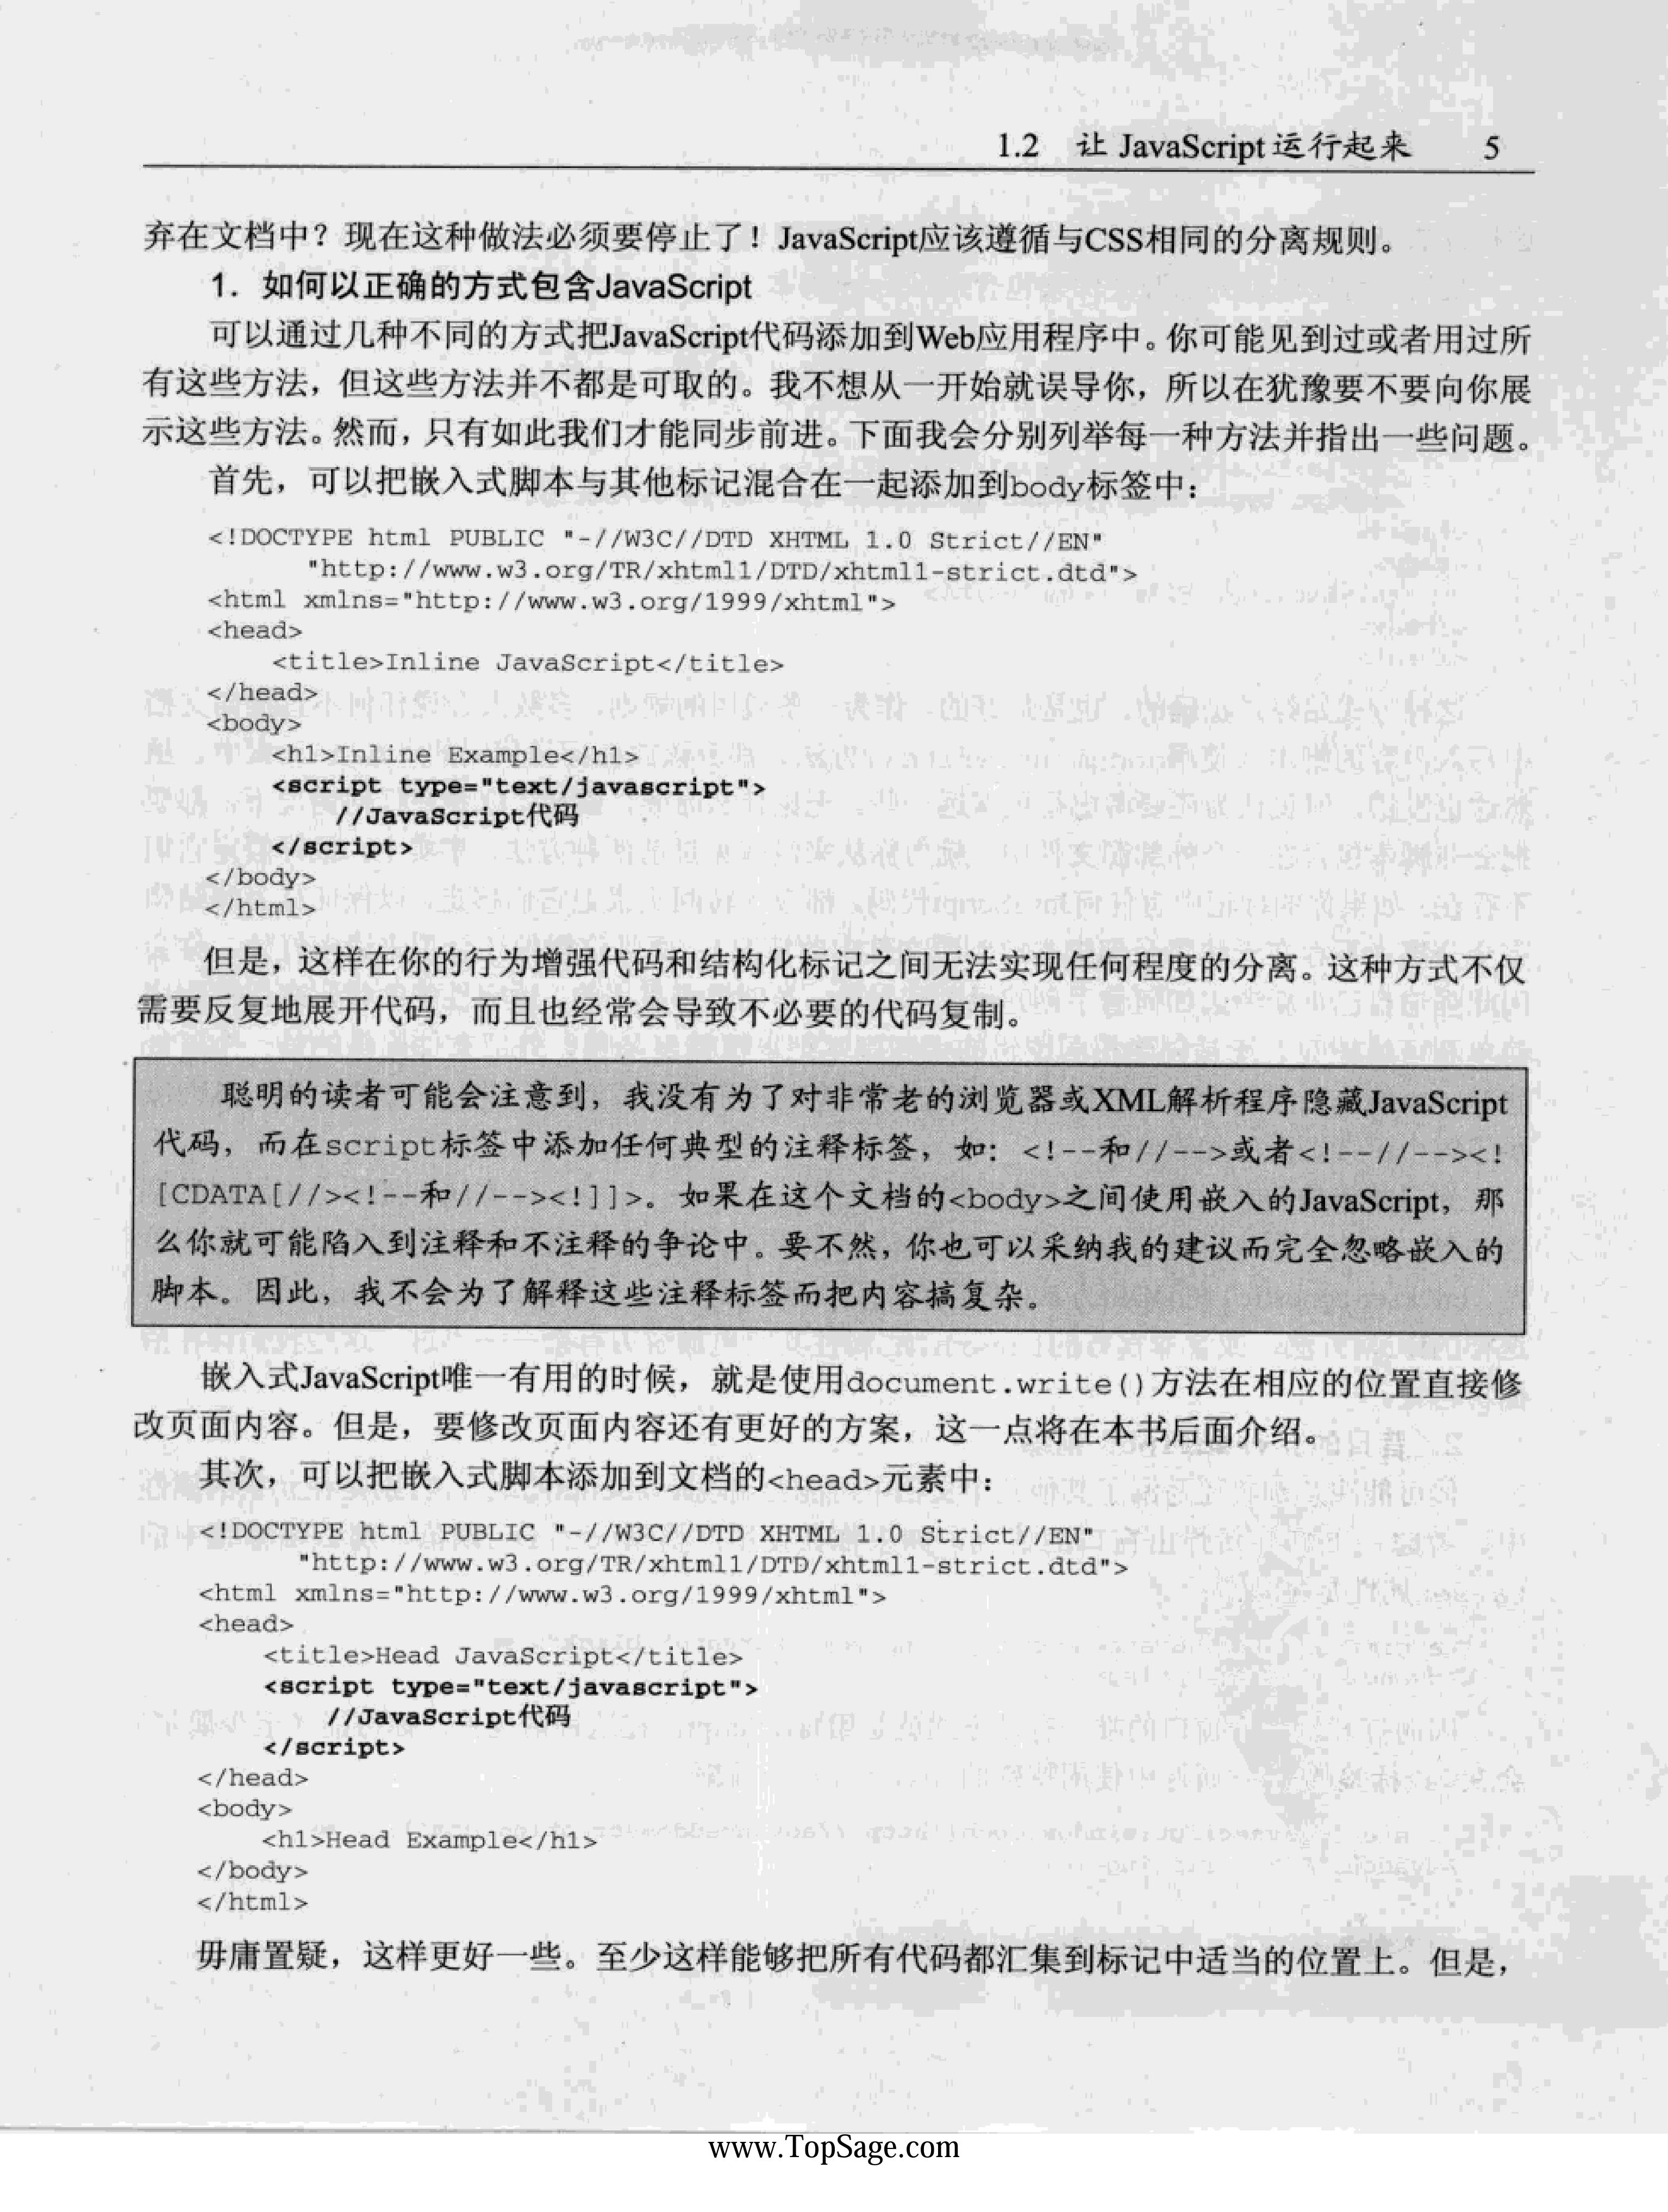 1.2 让 JavaScript 运行起来 5
弃在文档中？现在这种做法必须要停止了！JavaScript应该遵循与CSS相同的分离规则。
1．如何以正确的方式包含JavaScript
可以通过几种不同的方式把JavaScript代码添加到Web应用程序中。你可能见到过或者用过所
有这些方法，但这些方法并不都是可取的。我不想从一开始就误导你，所以在犹豫要不要向你展
示这些方法。然而，只有如此我们才能同步前进。下面我会分别列举每一种方法并指出一些问题。
首先，可以把嵌入式脚本与其他标记混合在一起添加到body标签中：
<!DOCTYPE html PUBLIC "-//W3C//DTD XHTML 1.0 Strict//EN"
"http://www.w3.org/TR/xhtml1/DTD/xhtml1-strict.dtd">
<html xmlns="http://www.w3.org/1999/xhtml">
<head>
<title>Inline JavaScript</title>
</head>
<body>
<h1>Inline Example</h1>
<script type="text/javascript">
//JavaScript代码
</script>
</body>
</html>
但是，这样在你的行为增强代码和结构化标记之间无法实现任何程度的分离。这种方式不仅
需要反复地展开代码，而且也经常会导致不必要的代码复制。
聪明的读者可能会注意到，我没有为了对非常老的浏览器或XML解析程序隐藏JavaScript
代码，而在script标签中添加任何典型的注释标签，如：<!--和//-->或者<!--//--><!
[CDATA[//><!--和//--><!]]>。如果在这个文档的<body>之间使用嵌入的JavaScript，那
么你就可能陷入到注释和不注释的争论中。要不然，你也可以采纳我的建议而完全忽略嵌入的
脚本。因此，我不会为了解释这些注释标签而把内容搞复杂。
嵌入式JavaScript唯一有用的时候，就是使用document.write()方法在相应的位置直接修
改页面内容。但是，要修改页面内容还有更好的方案，这一点将在本书后面介绍。
其次，可以把嵌入式脚本添加到文档的<head>元素中：
<!DOCTYPE html PUBLIC "-//W3C//DTD XHTML 1.0 Strict//EN"
"http://www.w3.org/TR/xhtml1/DTD/xhtml1-strict.dtd">
<html xmlns="http://www.w3.org/1999/xhtml">
<head>
<title>Head JavaScript</title>
<script type="text/javascript">
//JavaScript代码
</script>
</head>
<body>
<h1>Head Example</h1>
</body>
</html>
毋庸置疑，这样更好一些。至少这样能够把所有代码都汇集到标记中适当的位置上。但是，
www.TopSage.com